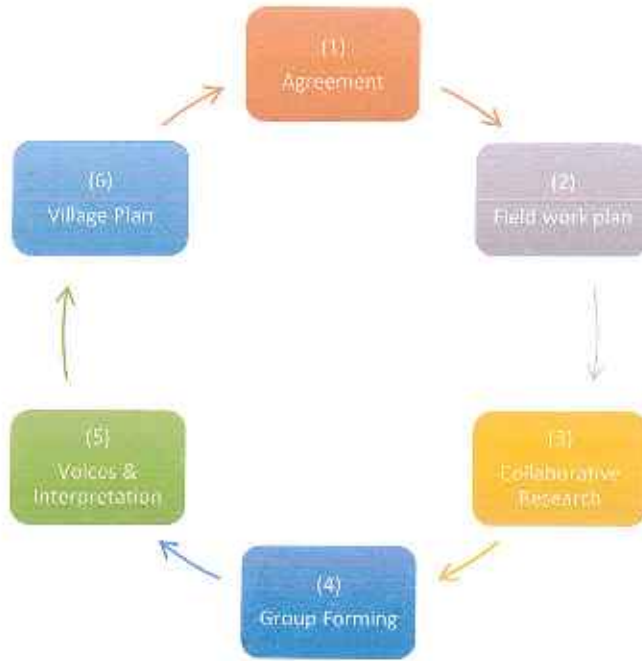 (1)
Agreement
(2)
Field work plan
(3)
Collaborative
Research
(4)
Group Forming
(5)
Voices &
Interpretation
(6)
Village Plan